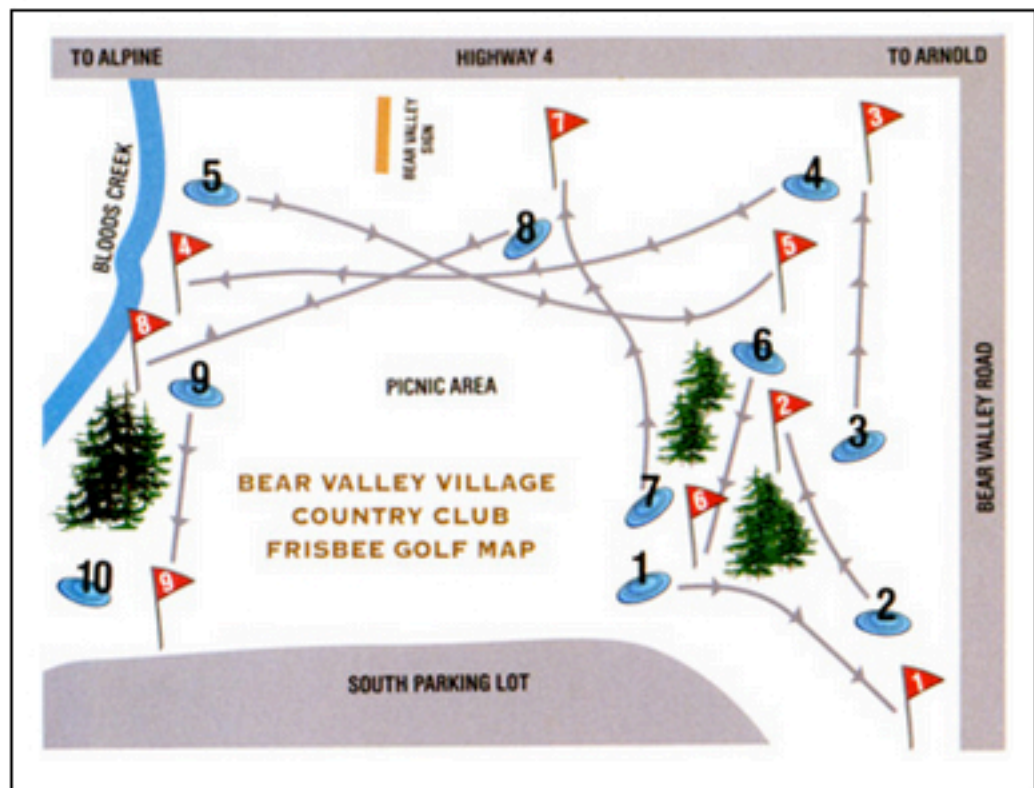 TO ALPINE
HIGHWAY 4
TO ARNOLD
BEAR VALLEY
SIGN
BLOODS CREEK
7
3
5
4
8
4
5
8
6
9
2
3
PICNIC AREA
BEAR VALLEY ROAD
BEAR VALLEY VILLAGE
COUNTRY CLUB
FRISBEE GOLF MAP
7
6
1
10
9
2
SOUTH PARKING LOT
1